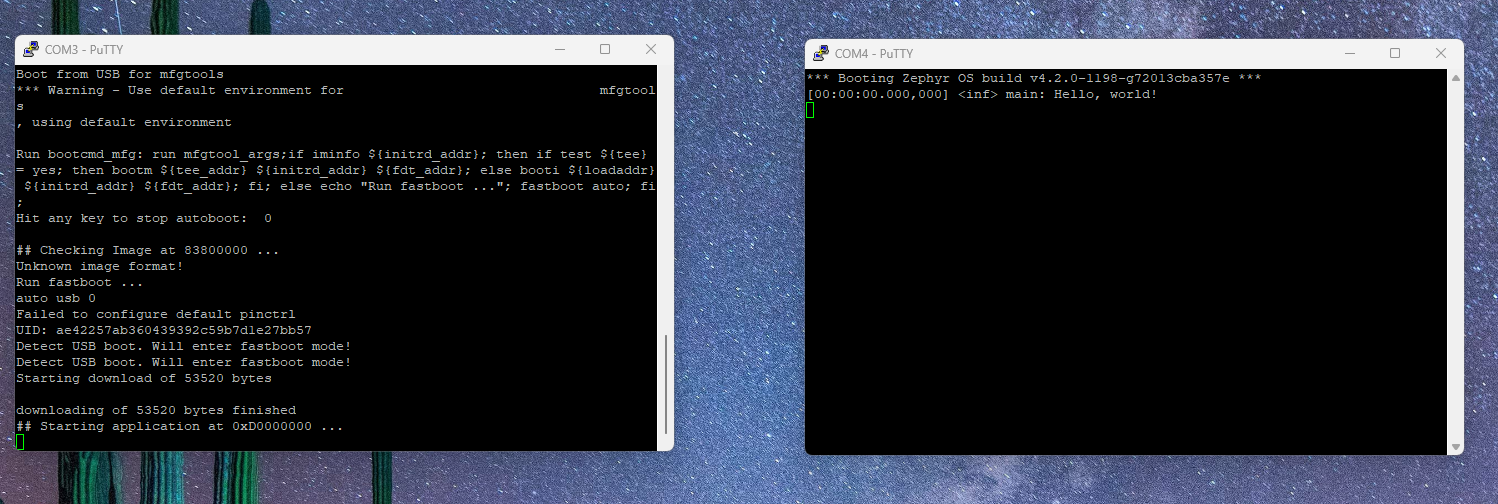 COM3 - PuTTY
Boot from USB for mfgtools
*** Warning - Use default environment for                                mfgtool
s
, using default environment
Run bootcmd_mfg: run mfgtool_args;if iminfo ${initrd_addr}; then if test ${tee}
= yes; then bootm ${tee_addr} ${initrd_addr} ${fdt_addr}; else booti ${loadaddr}
${initrd_addr} ${fdt_addr}; fi; else echo "Run fastboot ..."; fastboot auto; fi
;
Hit any key to stop autoboot:  0
## Checking Image at 83800000 ...
Unknown image format!
Run fastboot ...
auto usb 0
Failed to configure default pinctrl
UID: ae42257ab360439392c59b7d1e27bb57
Detect USB boot. Will enter fastboot mode!
Detect USB boot. Will enter fastboot mode!
Starting download of 53520 bytes
downloading of 53520 bytes finished
## Starting application at 0xD0000000 ...
COM4 - PuTTY
*** Booting Zephyr OS build v4.2.0-1198-g72013cba357e ***
[00:00:00.000,000] <inf> main: Hello, world!